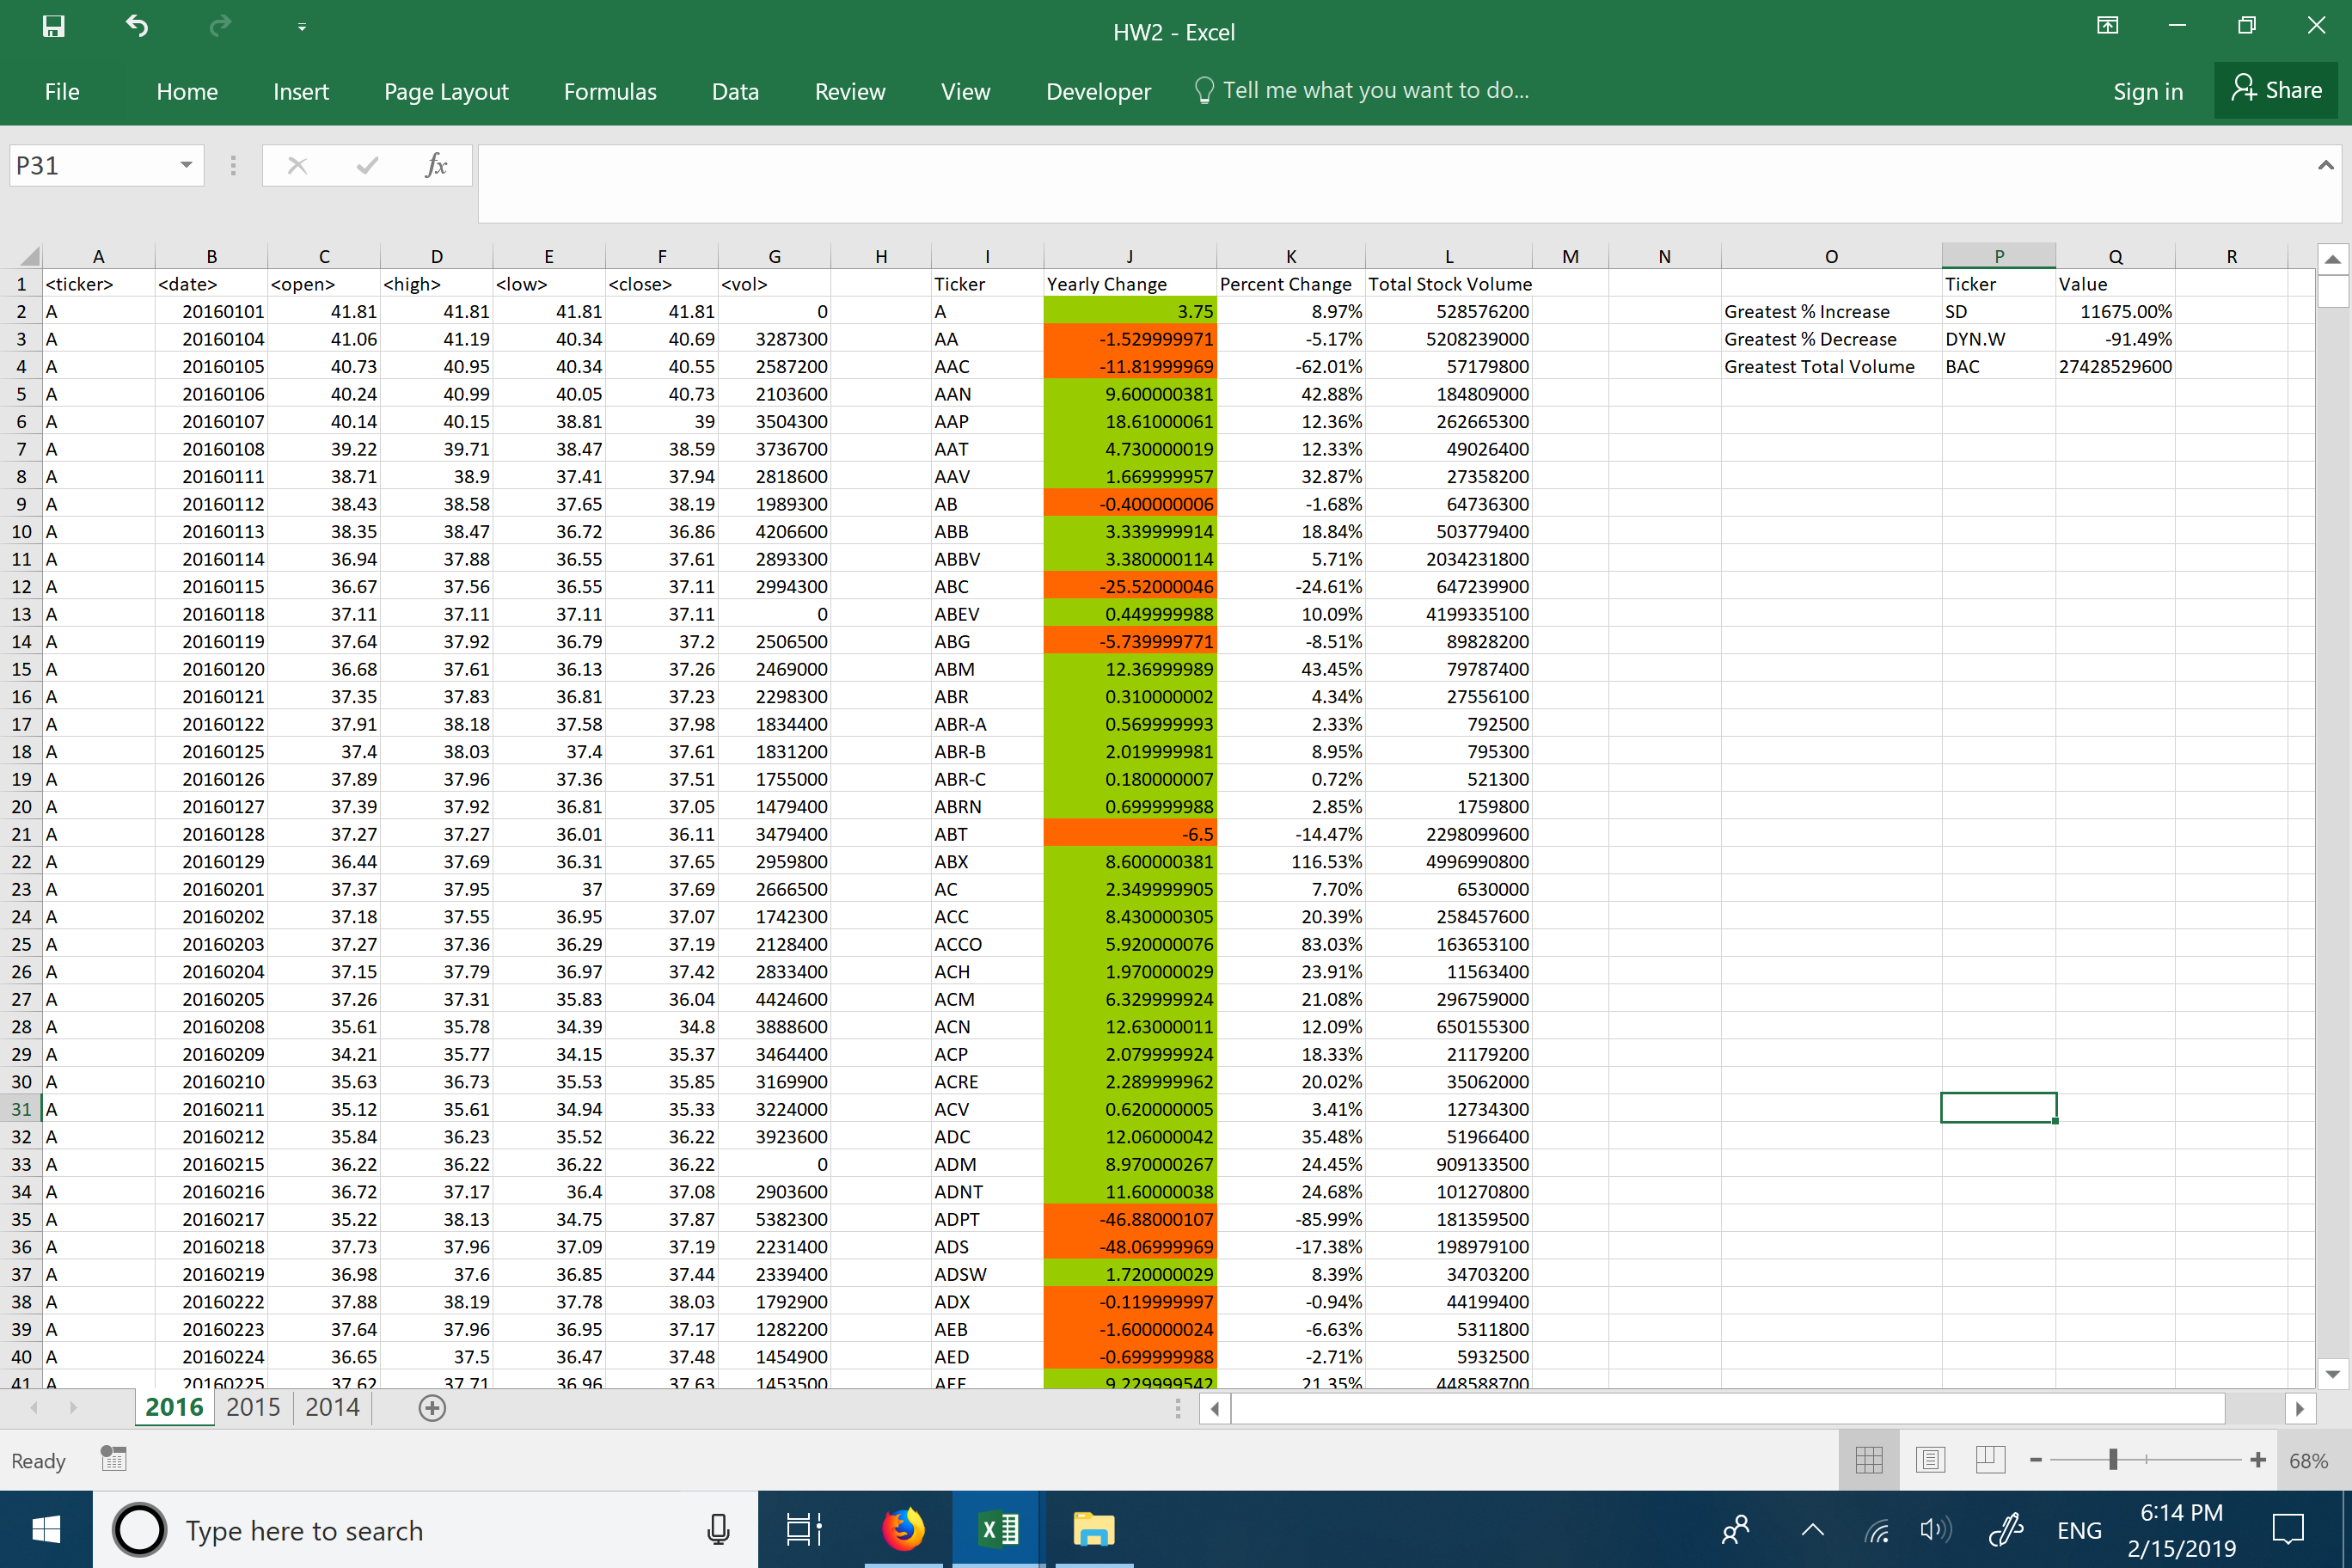 HW2 - Excel
File Home Insert Page Layout Formulas Data Review View Developer Tell me what you want to do... Sign in Share
P31 fx
A B C D E F G H I J K L M N O P Q R
1 <ticker> <date> <open> <high> <low> <close> <vol> Ticker Yearly Change Percent Change Total Stock Volume Ticker Value
2 A 20160101 41.81 41.81 41.81 41.81 0 A 3.75 8.97% 528576200 Greatest % Increase SD 11675.00%
3 A 20160104 41.06 41.19 40.34 40.69 3287300 AA -1.529999971 -5.17% 5208239000 Greatest % Decrease DYN.W -91.49%
4 A 20160105 40.73 40.95 40.34 40.55 2587200 AAC -11.81999969 -62.01% 57179800 Greatest Total Volume BAC 27428529600
5 A 20160106 40.24 40.99 40.05 40.73 2103600 AAN 9.600000381 42.88% 184809000
6 A 20160107 40.14 40.15 38.81 39 3504300 AAP 18.61000061 12.36% 262665300
7 A 20160108 39.22 39.71 38.47 38.59 3736700 AAT 4.730000019 12.33% 49026400
8 A 20160111 38.71 38.9 37.41 37.94 2818600 AAV 1.669999957 32.87% 27358200
9 A 20160112 38.43 38.58 37.65 38.19 1989300 AB -0.400000006 -1.68% 64736300
10 A 20160113 38.35 38.47 36.72 36.86 4206600 ABB 3.339999914 18.84% 503779400
11 A 20160114 36.94 37.88 36.55 37.61 2893300 ABBV 3.380000114 5.71% 2034231800
12 A 20160115 36.67 37.56 36.55 37.11 2994300 ABC -25.52000046 -24.61% 647239900
13 A 20160118 37.11 37.11 37.11 37.11 0 ABEV 0.449999988 10.09% 4199335100
14 A 20160119 37.64 37.92 36.79 37.2 2506500 ABG -5.739999771 -8.51% 89828200
15 A 20160120 36.68 37.61 36.13 37.26 2469000 ABM 12.36999989 43.45% 79787400
16 A 20160121 37.35 37.83 36.81 37.23 2298300 ABR 0.310000002 4.34% 27556100
17 A 20160122 37.91 38.18 37.58 37.98 1834400 ABR-A 0.569999993 2.33% 792500
18 A 20160125 37.4 38.03 37.4 37.61 1831200 ABR-B 2.019999981 8.95% 795300
19 A 20160126 37.89 37.96 37.36 37.51 1755000 ABR-C 0.180000007 0.72% 521300
20 A 20160127 37.39 37.92 36.81 37.05 1479400 ABRN 0.699999988 2.85% 1759800
21 A 20160128 37.27 37.27 36.01 36.11 3479400 ABT -6.5 -14.47% 2298099600
22 A 20160129 36.44 37.69 36.31 37.65 2959800 ABX 8.600000381 116.53% 4996990800
23 A 20160201 37.37 37.95 37 37.69 2666500 AC 2.349999905 7.70% 6530000
24 A 20160202 37.18 37.55 36.95 37.07 1742300 ACC 8.430000305 20.39% 258457600
25 A 20160203 37.27 37.36 36.29 37.19 2128400 ACCO 5.920000076 83.03% 163653100
26 A 20160204 37.15 37.79 36.97 37.42 2833400 ACH 1.970000029 23.91% 11563400
27 A 20160205 37.26 37.31 35.83 36.04 4424600 ACM 6.329999924 21.08% 296759000
28 A 20160208 35.61 35.78 34.39 34.8 3888600 ACN 12.63000011 12.09% 650155300
29 A 20160209 34.21 35.77 34.15 35.37 3464400 ACP 2.079999924 18.33% 21179200
30 A 20160210 35.63 36.73 35.53 35.85 3169900 ACRE 2.289999962 20.02% 35062000
31 A 20160211 35.12 35.61 34.94 35.33 3224000 ACV 0.620000005 3.41% 12734300
32 A 20160212 35.84 36.23 35.52 36.22 3923600 ADC 12.06000042 35.48% 51966400
33 A 20160215 36.22 36.22 36.22 36.22 0 ADM 8.970000267 24.45% 909133500
34 A 20160216 36.72 37.17 36.4 37.08 2903600 ADNT 11.60000038 24.68% 101270800
35 A 20160217 35.22 38.13 34.75 37.87 5382300 ADPT -46.88000107 -85.99% 181359500
36 A 20160218 37.73 37.96 37.09 37.19 2231400 ADS -48.06999969 -17.38% 198979100
37 A 20160219 36.98 37.6 36.85 37.44 2339400 ADSW 1.720000029 8.39% 34703200
38 A 20160222 37.88 38.19 37.78 38.03 1792900 ADX -0.119999997 -0.94% 44199400
39 A 20160223 37.64 37.96 36.95 37.17 1282200 AEB -1.600000024 -6.63% 5311800
40 A 20160224 36.65 37.5 36.47 37.48 1454900 AED -0.699999988 -2.71% 5932500
41 A 20160225 37.62 37.71 36.96 37.63 1453500 AEE 9.229999542 21.35% 448588700
2016 2015 2014
Ready 68%
Type here to search ENG 6:14 PM
2/15/2019